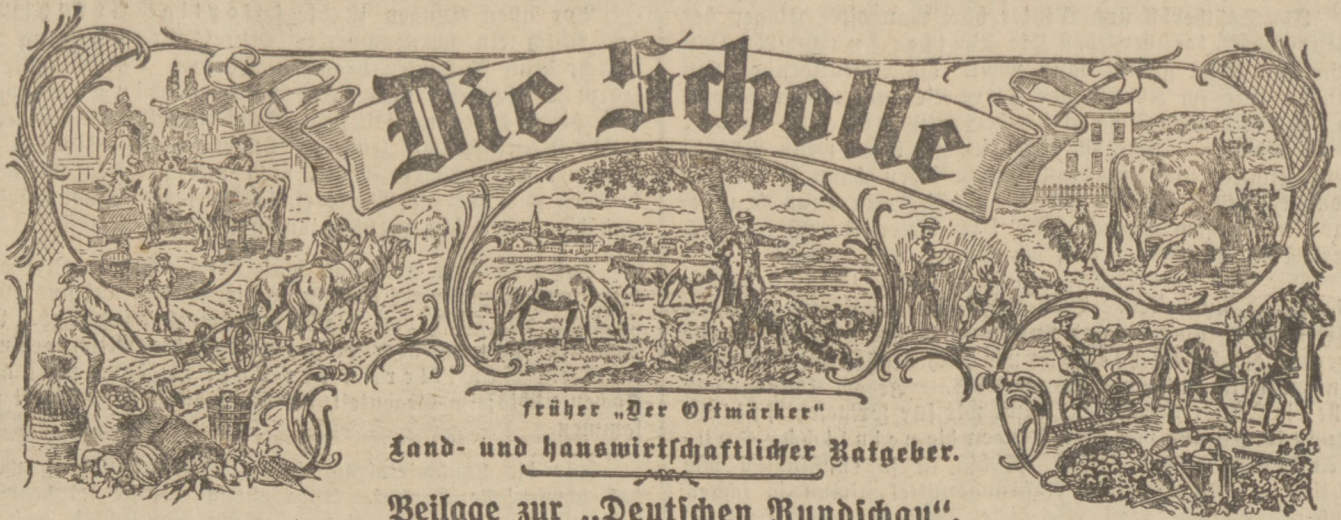 Die Scholle
früher „Der Ostmärker“
Land- und hauswirtschaftlicher Ratgeber.
Beilage zur „Deutschen Rundschau“.